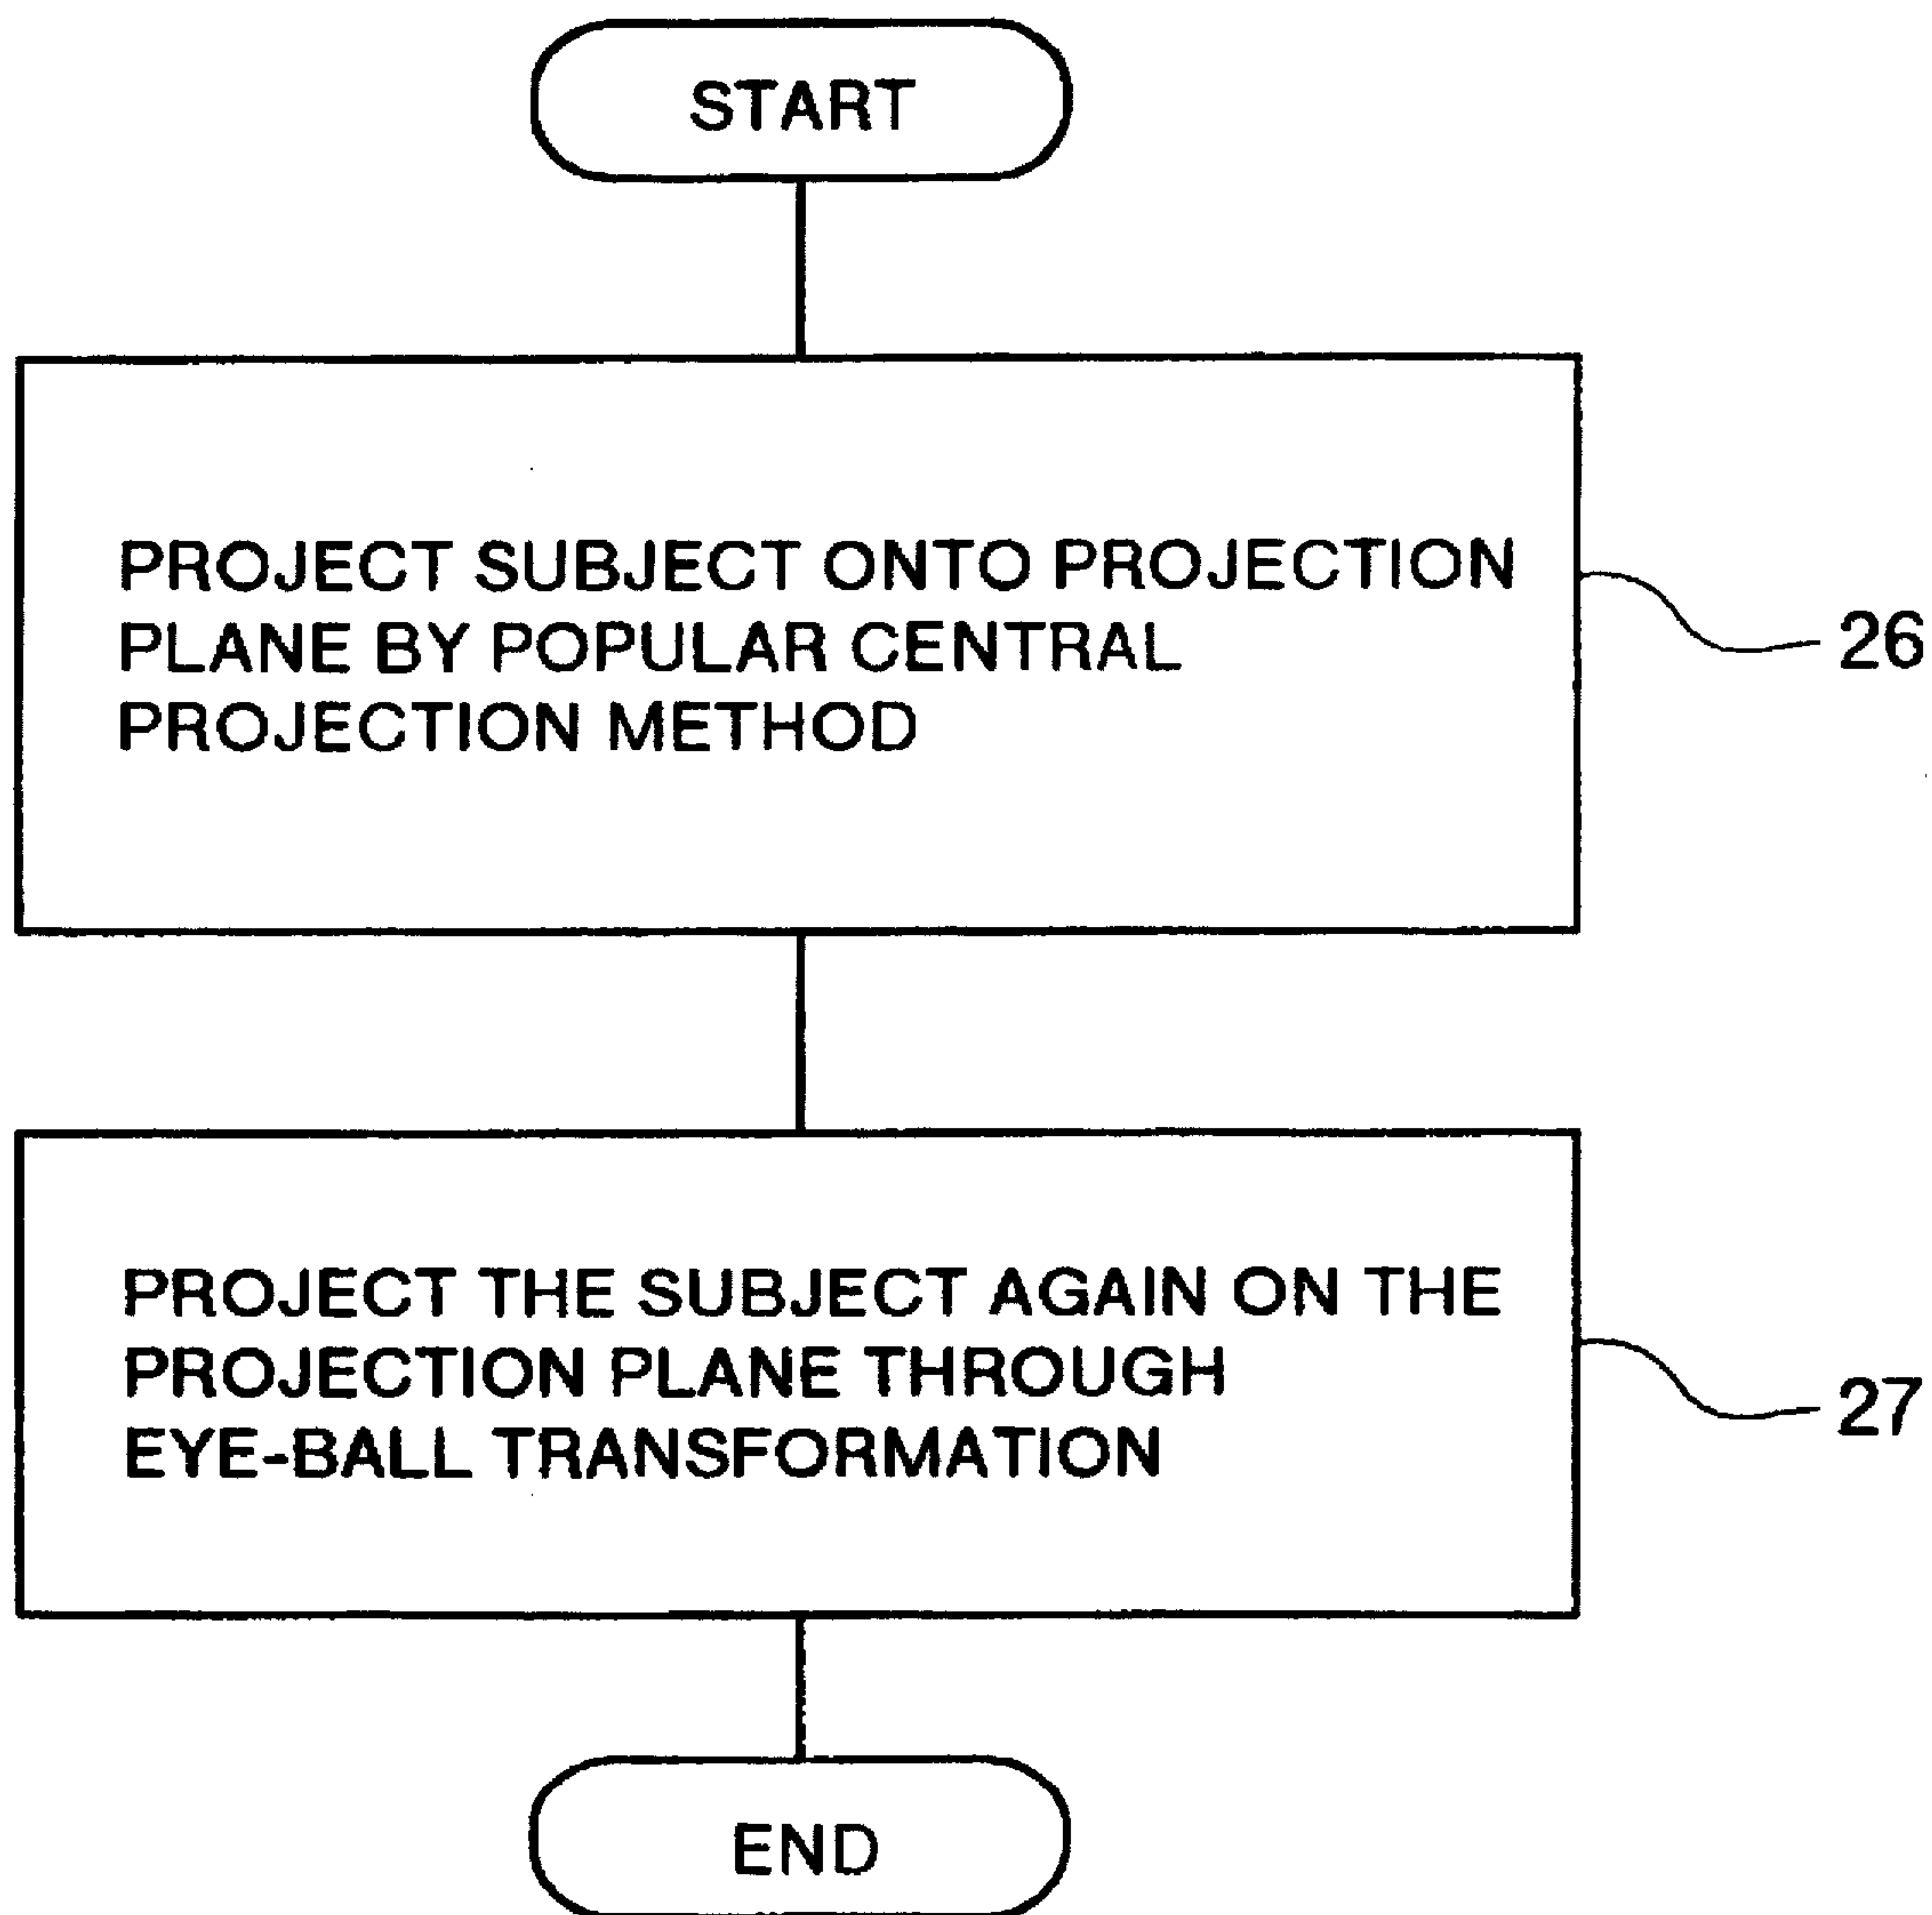 START
PROJECT SUBJECT ONTO PROJECTION
PLANE BY POPULAR CENTRAL
PROJECTION METHOD
26
PROJECT THE SUBJECT AGAIN ON THE
PROJECTION PLANE THROUGH
EYE-BALL TRANSFORMATION
27
END